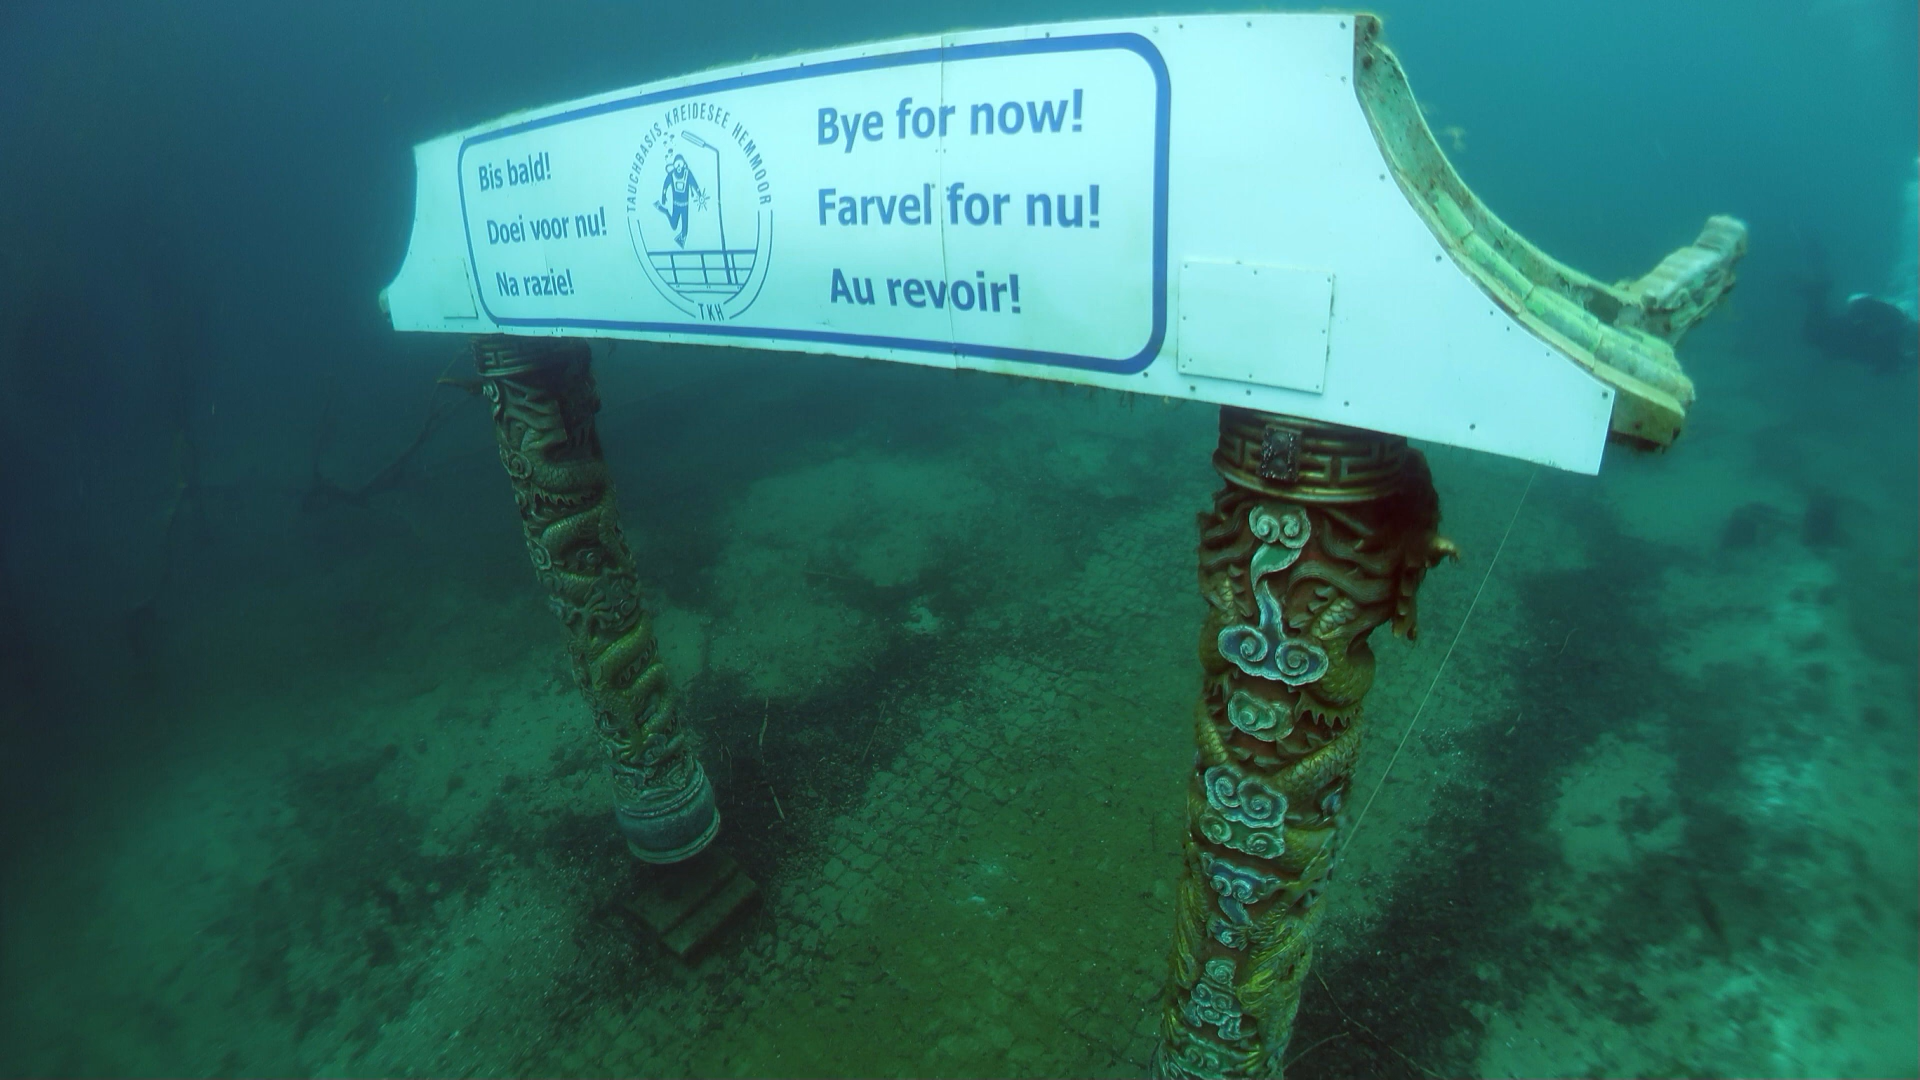 Bis bald!
Doei voor nu!
Na razie!
TAUCHBASIS KREIDESEE HEMMOOR
TKH
Bye for now!
Farvel for nu!
Au revoir!